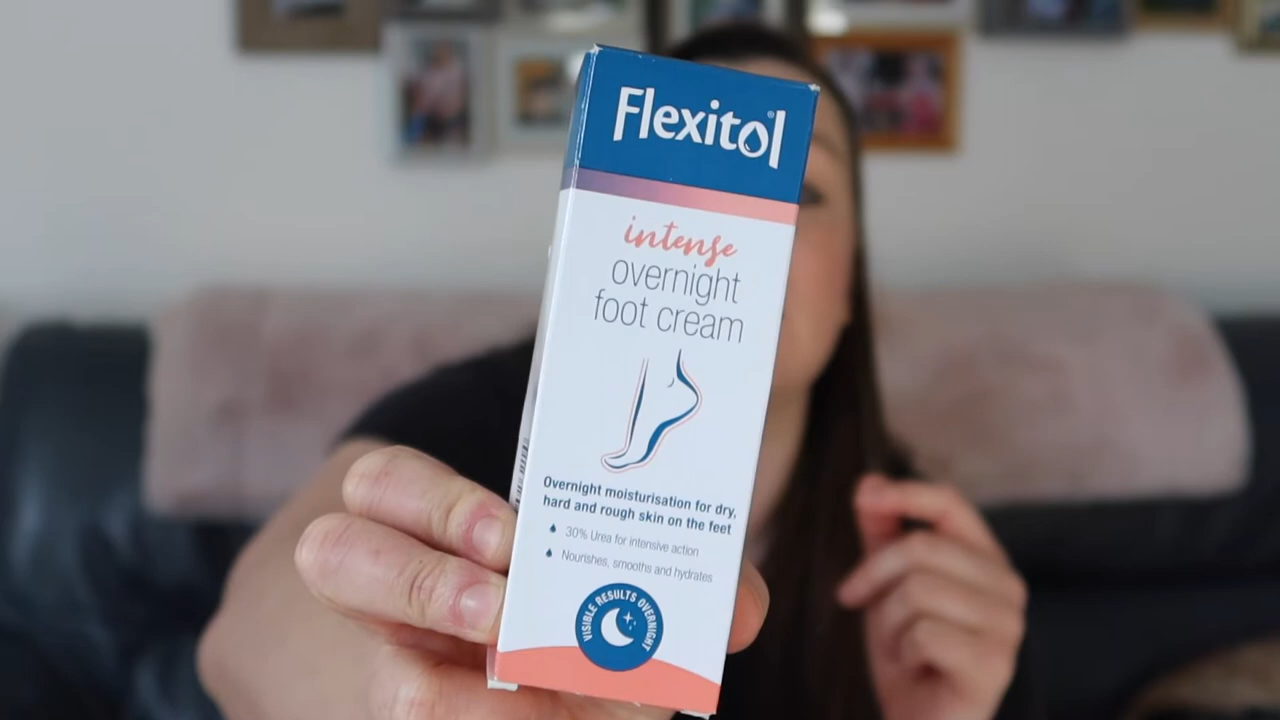 Flexitol®
intense
overnight
foot cream
Overnight moisturisation for dry,
hard and rough skin on the feet
30% Urea for intensive action
Nourishes, smooths and hydrates
VISIBLE RESULTS OVERNIGHT